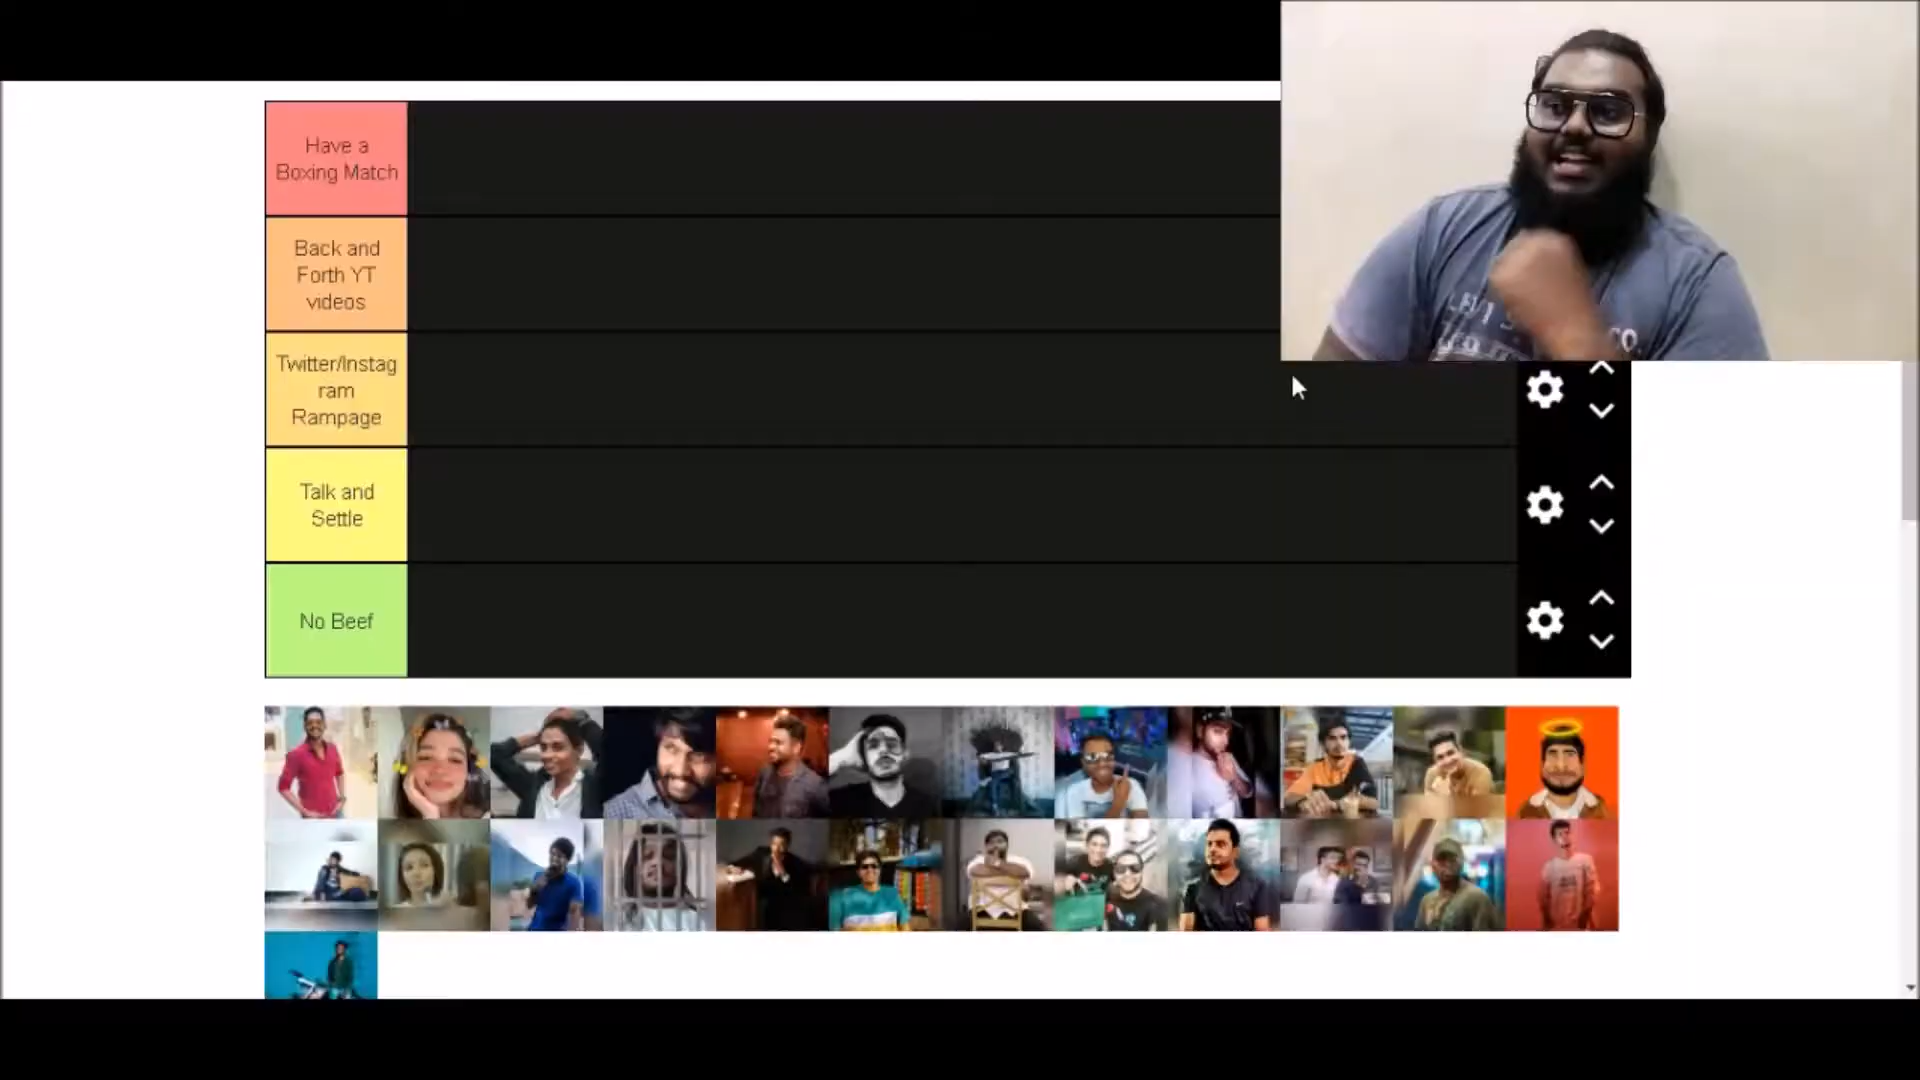 Have a
Boxing Match
Back and
Forth YT
videos
Twitter/Instag
ram
Rampage
Talk and
Settle
No Beef